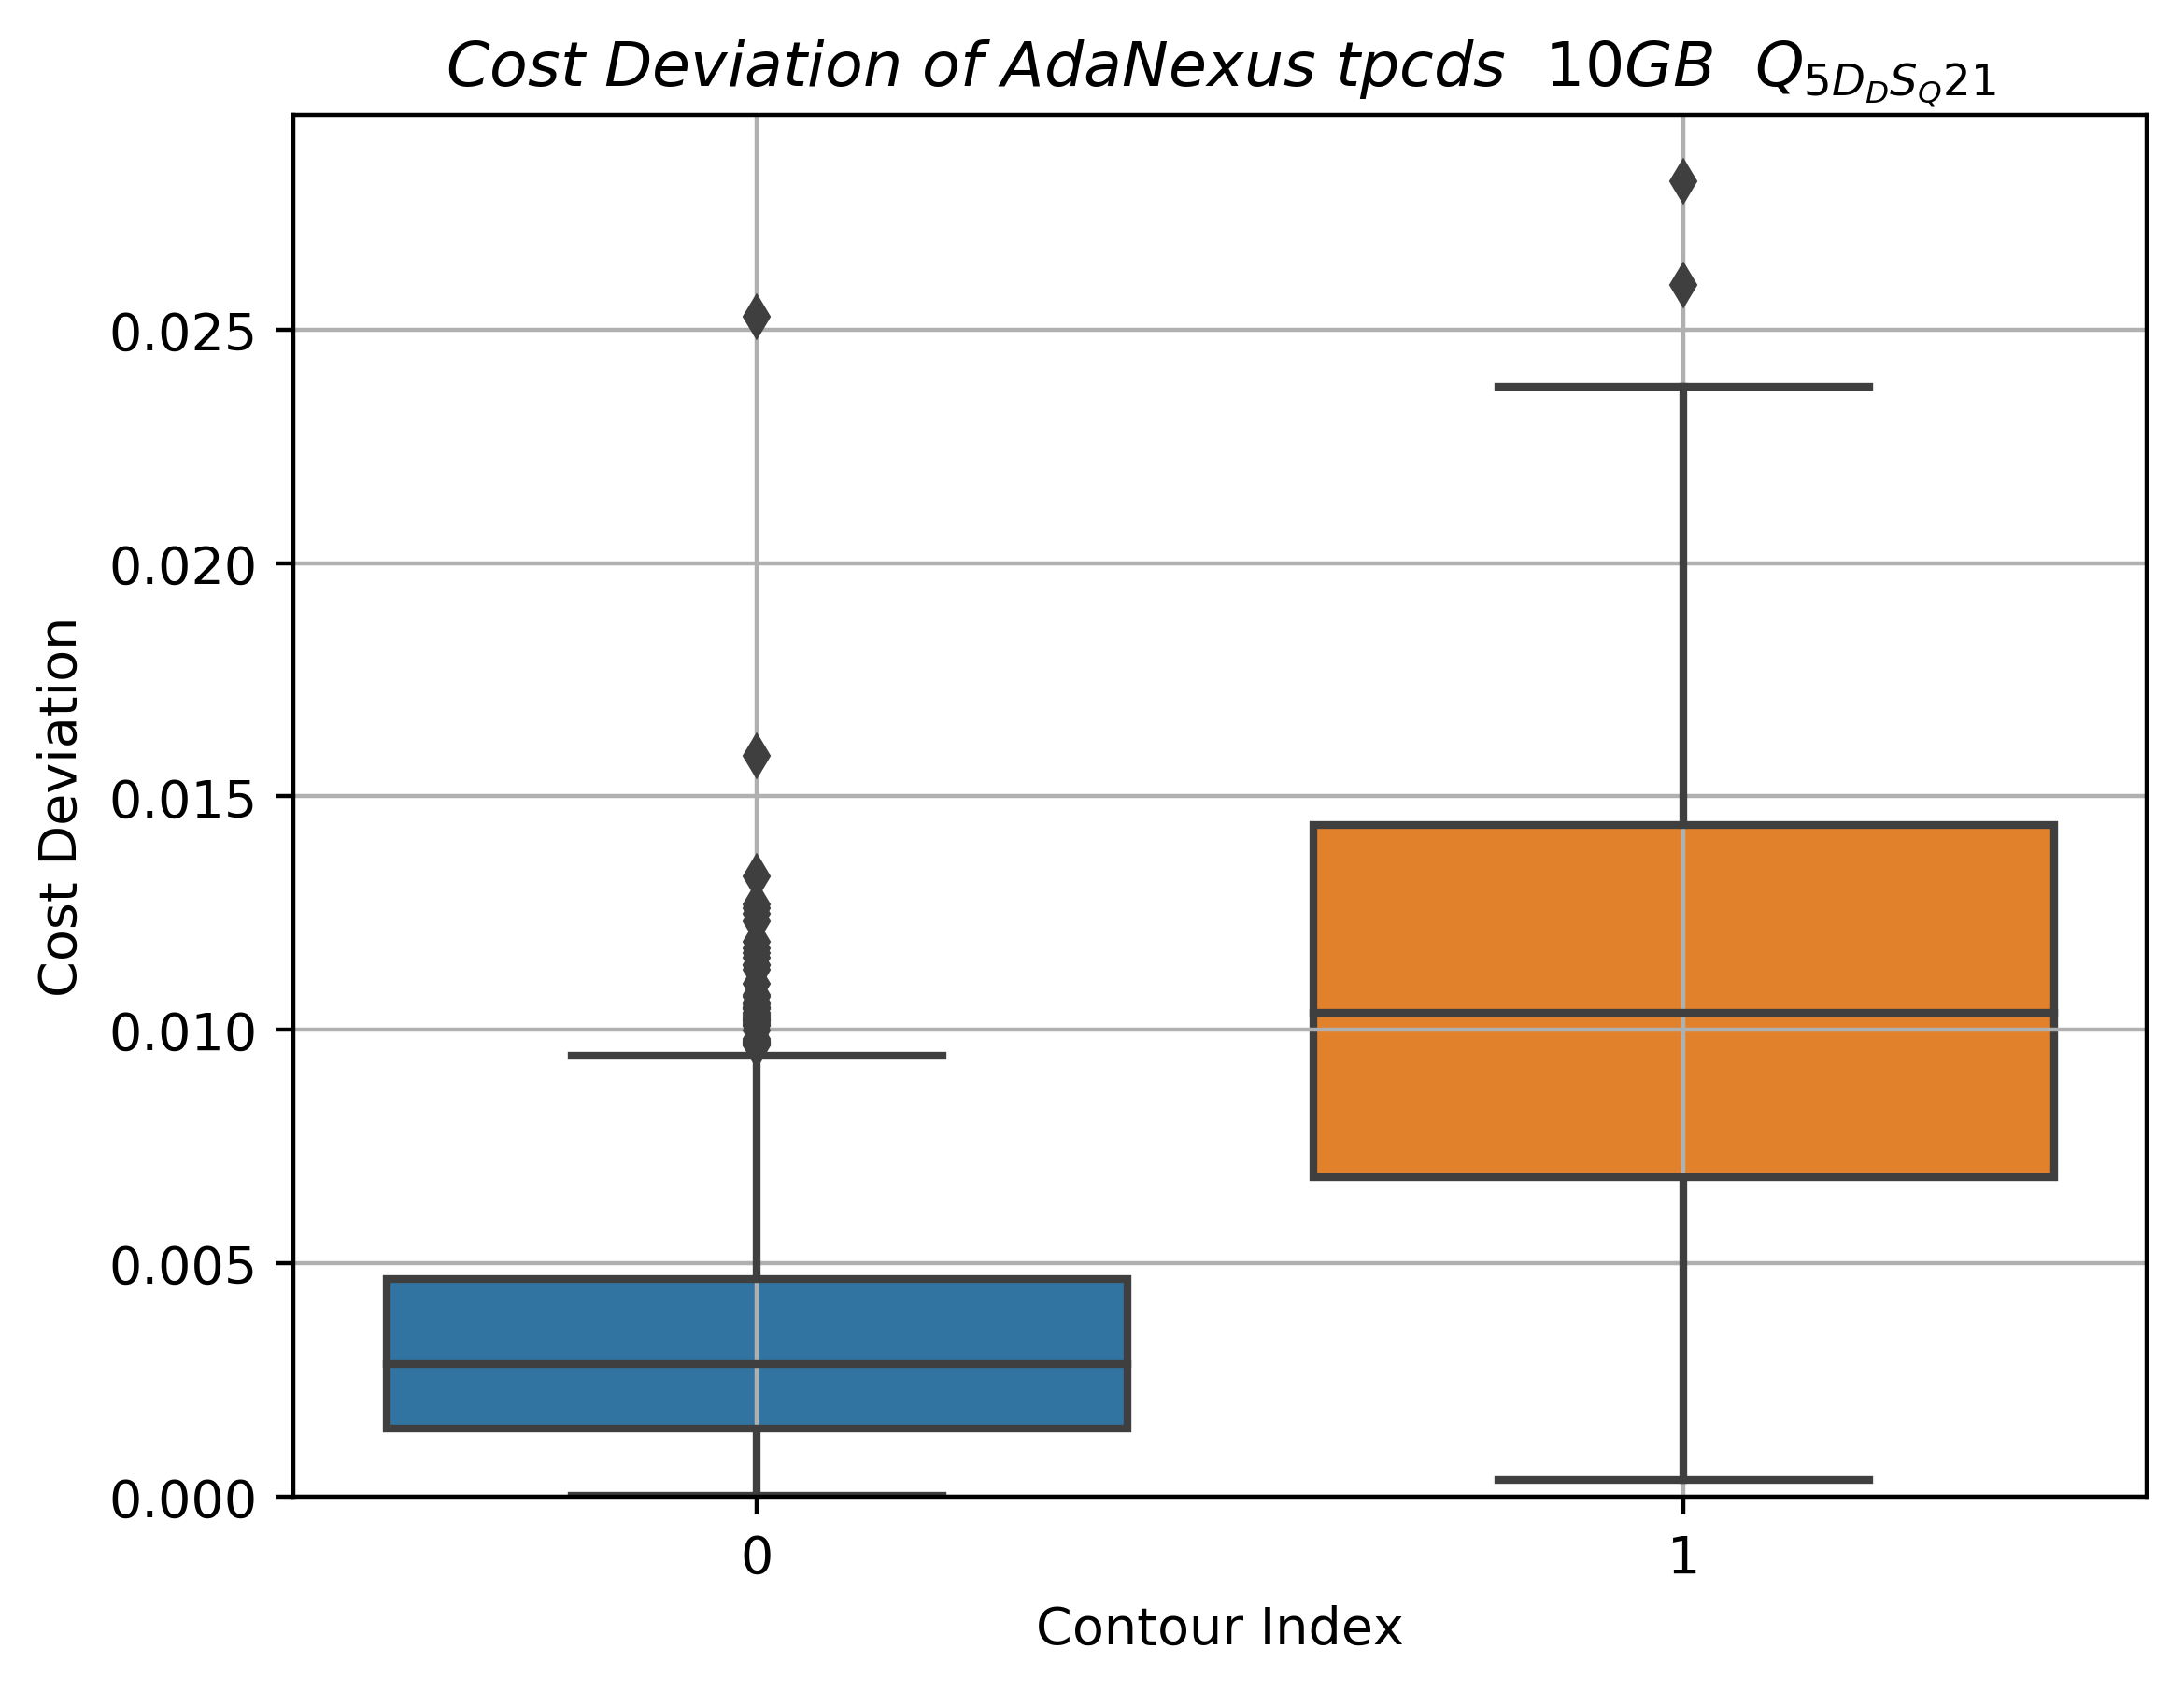 Cost Deviation of AdaNexus tpcds 10GB Q5DDSQ21
0.025
0.020
0.015
0.010
0.005
0.000
Cost Deviation
0 1
Contour Index